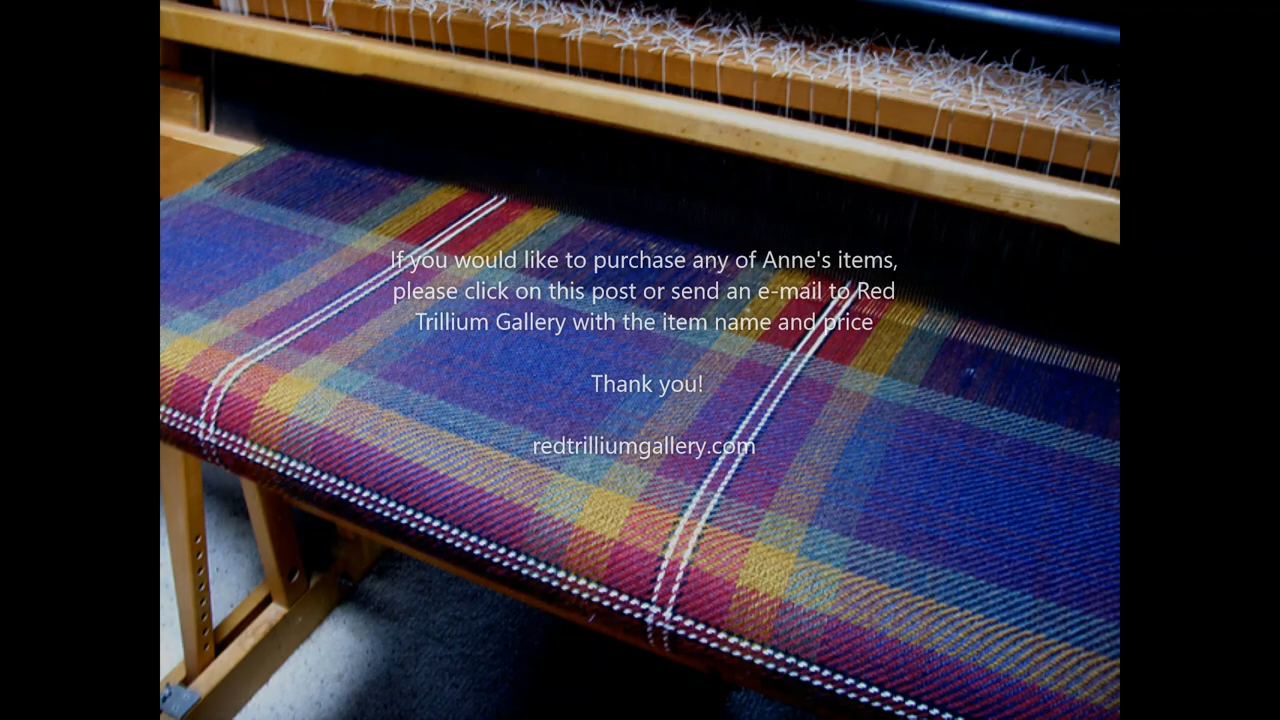 If you would like to purchase any of Anne's items,
please click on this post or send an e-mail to Red
Trillium Gallery with the item name and price
Thank you!
redtrilliumgallery.com